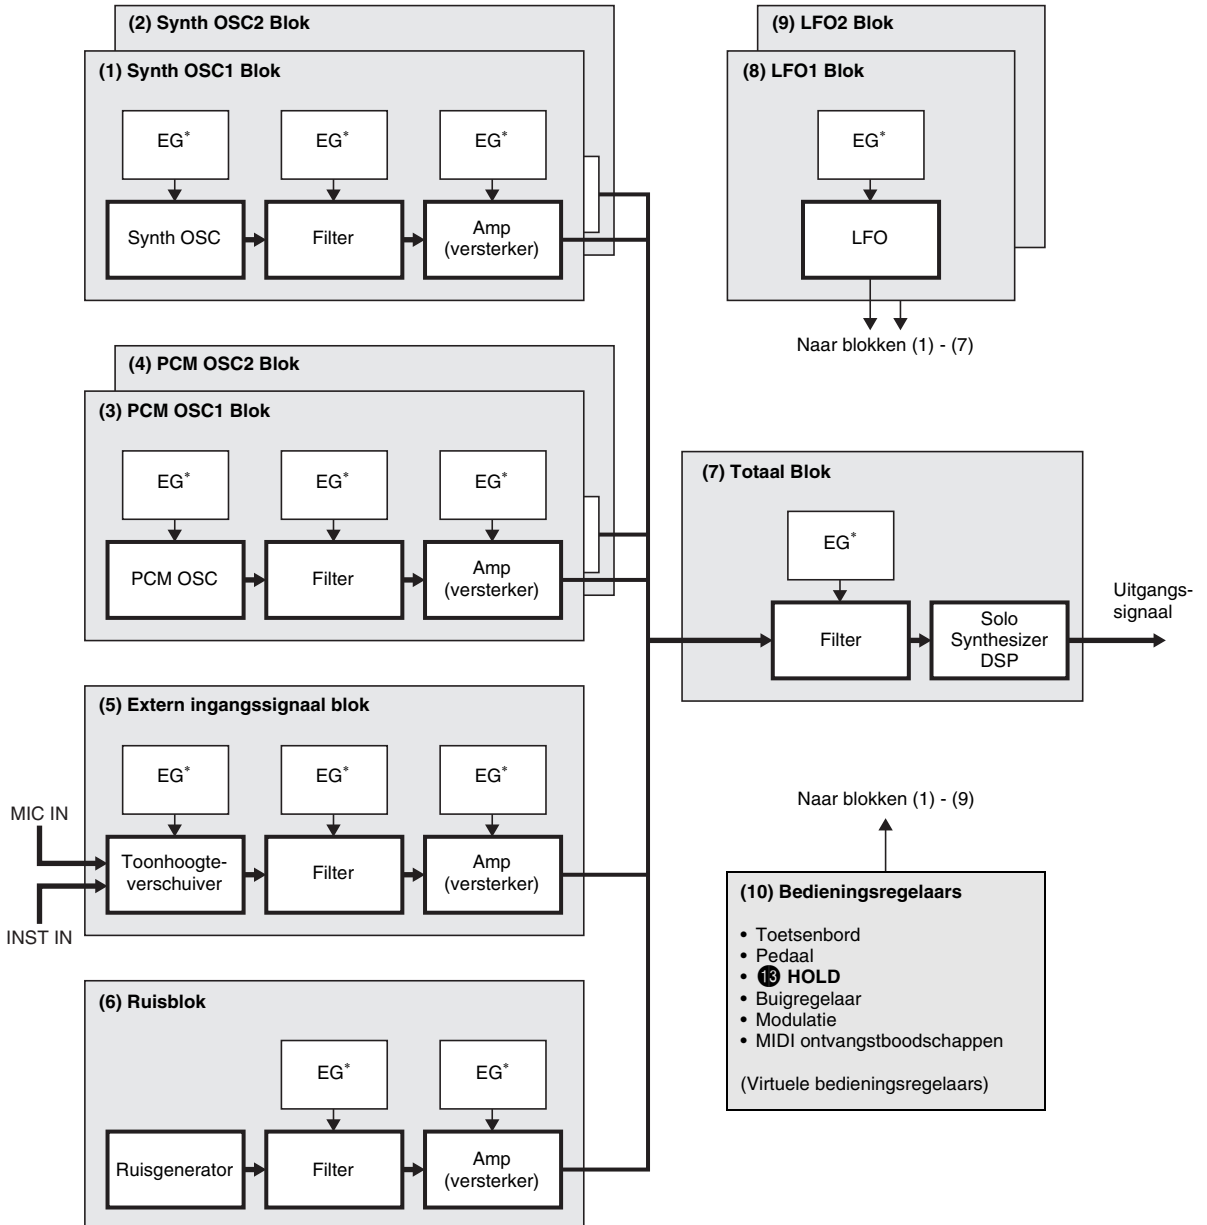 (2) Synth OSC2 Blok
(1) Synth OSC1 Blok
EG*
EG*
EG*
Synth OSC
Filter
Amp
(versterker)
(9) LFO2 Blok
(8) LFO1 Blok
EG*
LFO
Naar blokken (1) - (7)
(4) PCM OSC2 Blok
(3) PCM OSC1 Blok
EG*
EG*
EG*
PCM OSC
Filter
Amp
(versterker)
(7) Totaal Blok
EG*
Filter
Solo
Synthesizer
DSP
Uitgangs-
signaal
(5) Extern ingangssignaal blok
EG*
EG*
EG*
MIC IN
INST IN
Toonhoogte-
verschuiver
Filter
Amp
(versterker)
Naar blokken (1) - (9)
(10) Bedieningsregelaars
• Toetsenbord
• Pedaal
• ⓭ HOLD
• Buigregelaar
• Modulatie
• MIDI ontvangstboodschappen
(Virtuele bedieningsregelaars)
(6) Ruisblok
EG*
EG*
Ruisgenerator
Filter
Amp
(versterker)